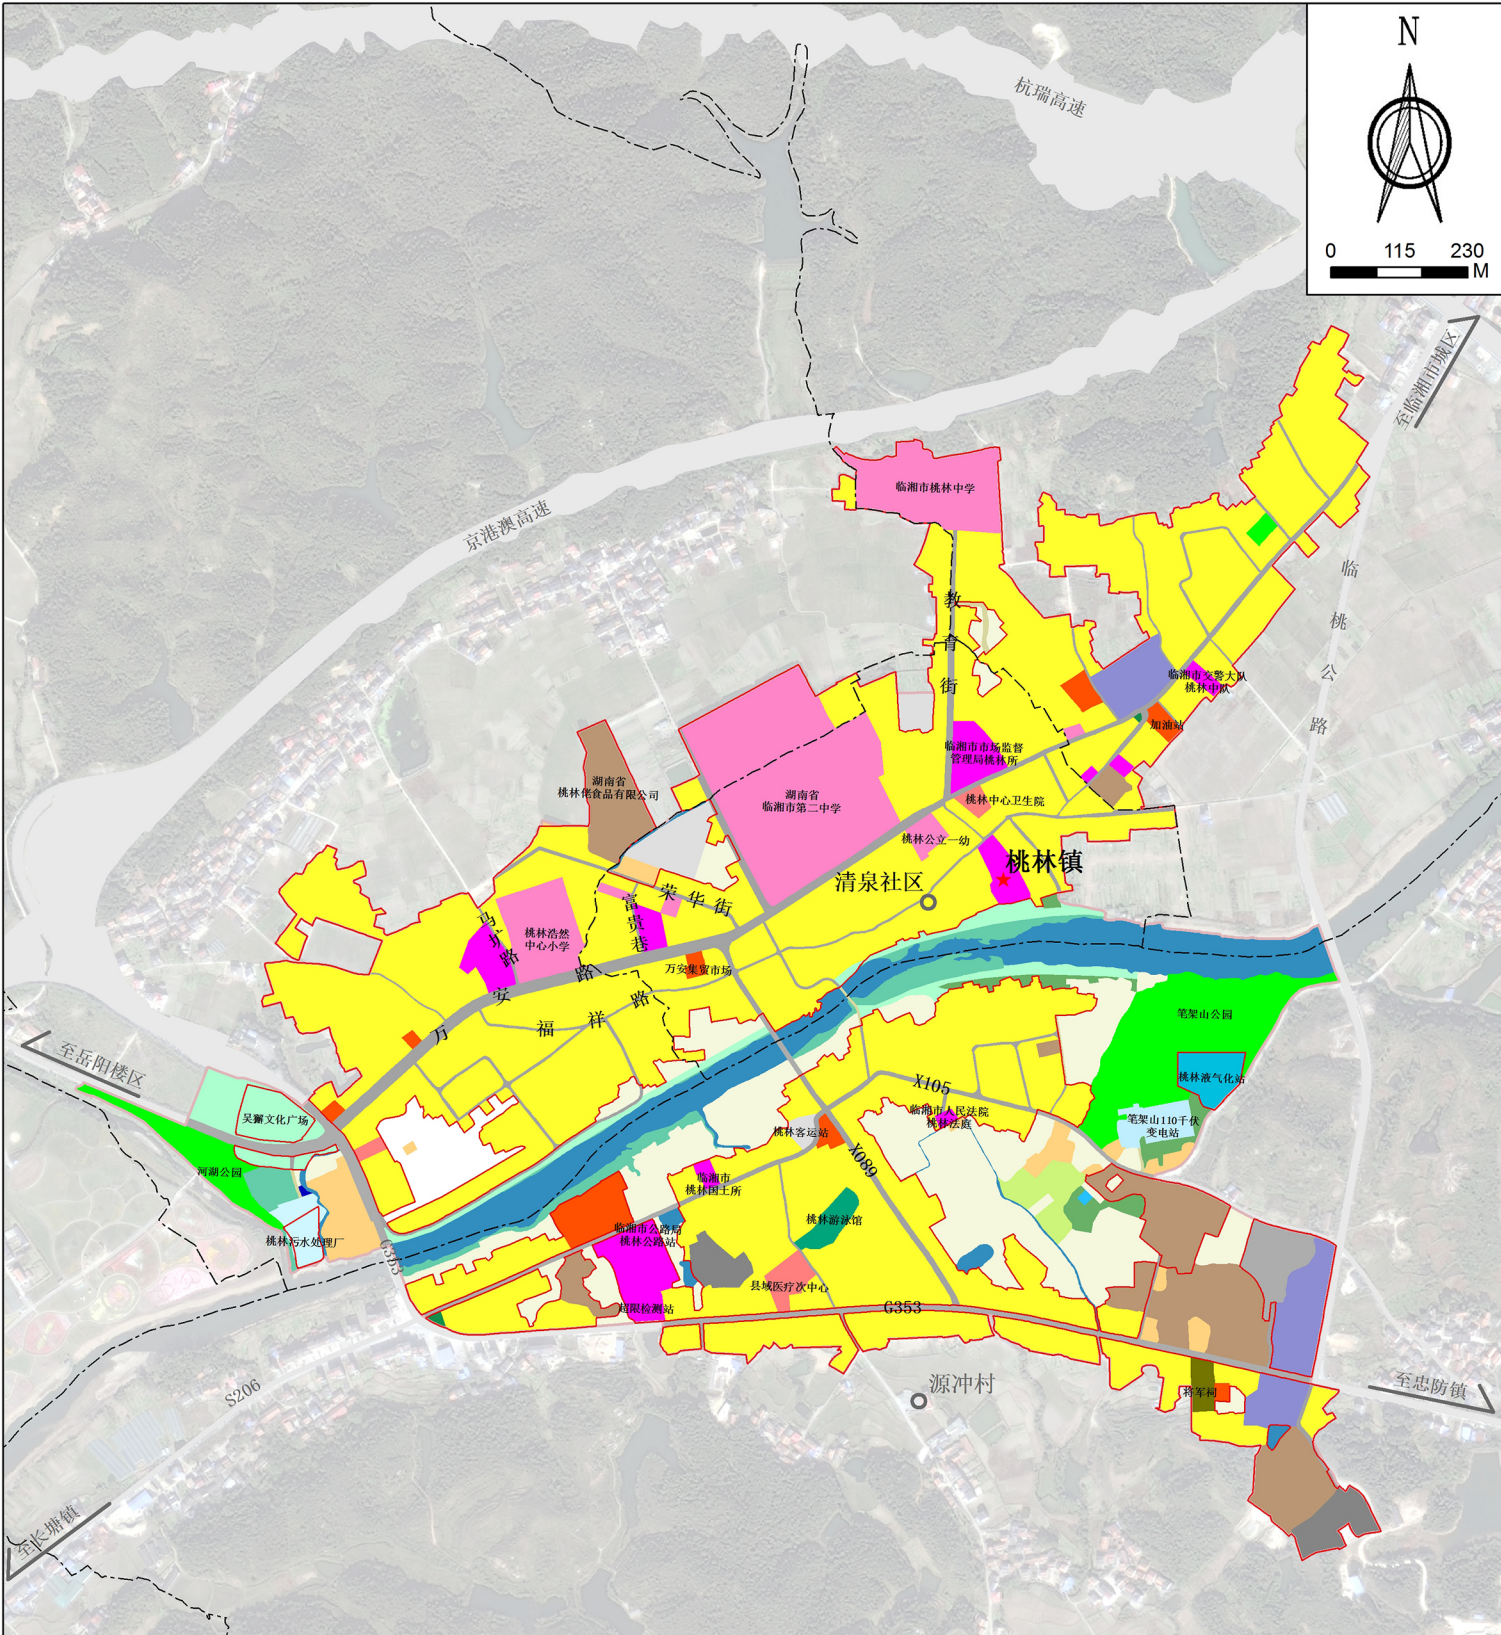 N
0 115 230
M
杭瑞高速
至临湘市城区
京港澳高速
临湘市桃林中学
临桃公路
教育街
临湘市交警大队
桃林中队
加油站
临湘市市场监督
管理局桃林所
湖南省
桃林佬食品有限公司
湖南省
临湘市第二中学
桃林中心卫生院
桃林公立一幼
桃林镇
清泉社区
荣华街
富贵巷
马圹路
桃林浩然
中心小学
万安集贸市场
万安路
福祥路
笔架山公园
至岳阳楼区
桃林液气化站
X105
吴獬文化广场
临湘市人民法院
桃林法庭
笔架山110千伏
变电站
桃林客运站
X089
河湖公园
临湘市
桃林国土所
桃林游泳馆
临湘市公路局
桃林公路站
桃林污水处理厂
G353
县域医疗次中心
超限检测站
G353
源冲村
将军祠
至忠防镇
S206
至长塘镇